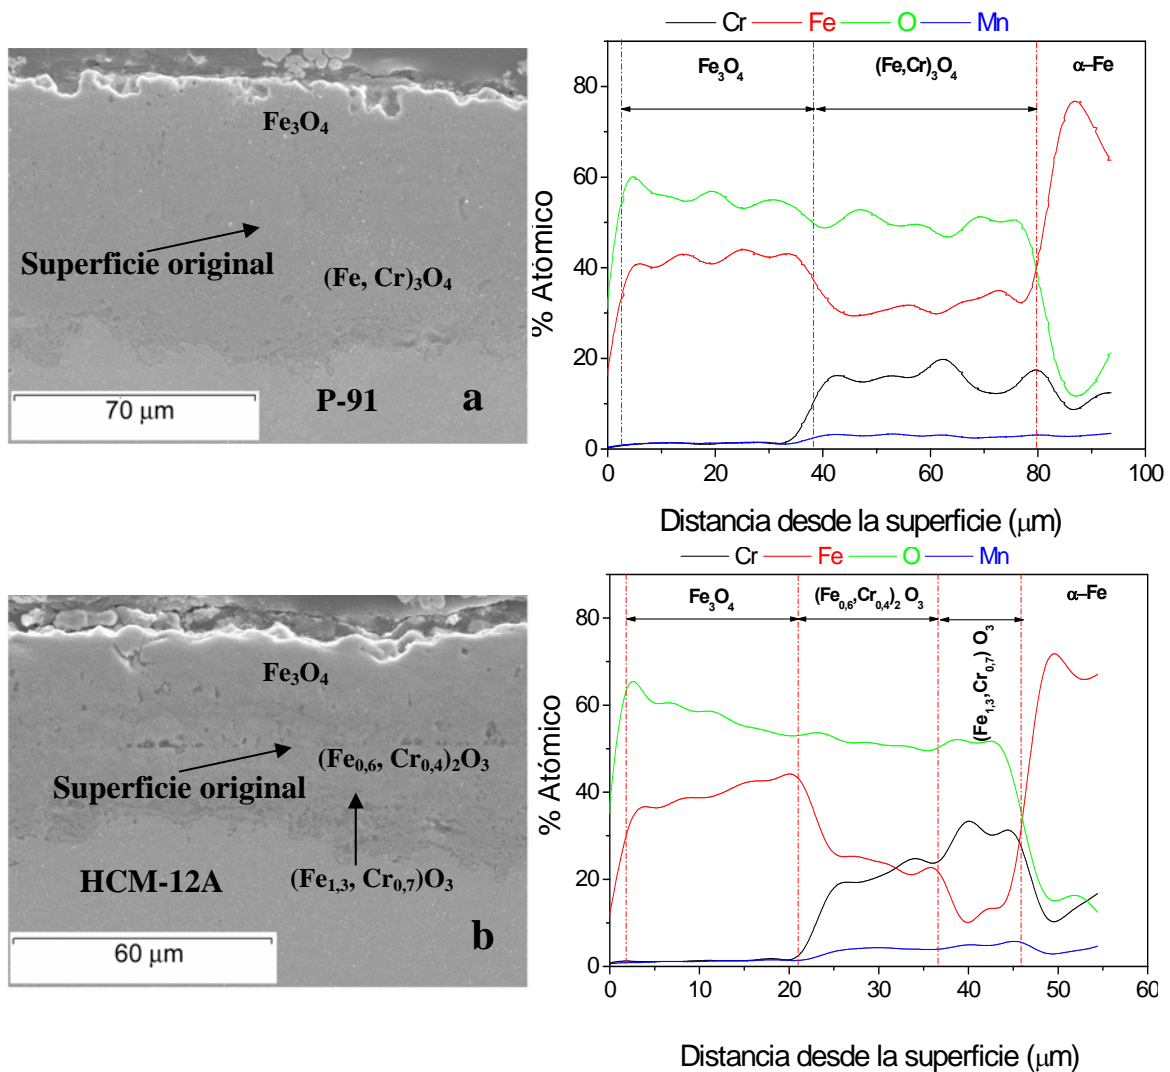 Cr Fe O Mn
Fe₃O₄
Superficie original
(Fe, Cr)₃O₄
P-91
a
70 µm
% Atómico
80
60
40
20
0
Fe₃O₄
(Fe,Cr)₃O₄
α–Fe
0 20 40 60 80 100
Distancia desde la superficie (µm)
Cr Fe O Mn
Fe₃O₄
(Fe₀,₆, Cr₀,₄)₂O₃
Superficie original
(Fe₁,₃, Cr₀,₇)O₃
HCM-12A
b
60 µm
% Atómico
80
60
40
20
0
Fe₃O₄
(Fe₀,₆,Cr₀,₄)₂ O₃
(Fe₁,₃,Cr₀,₇) O₃
α–Fe
0 10 20 30 40 50 60
Distancia desde la superficie (µm)